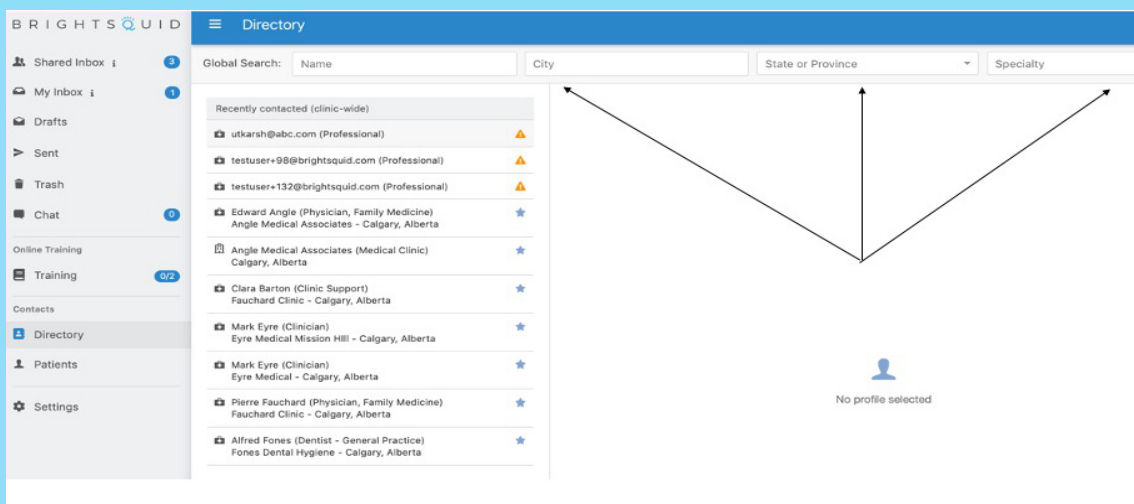 BRIGHTSQUID
Directory
Shared Inbox i 3
My Inbox i 1
Drafts
Sent
Trash
Chat 0
Online Training
Training 0/2
Contacts
Directory
Patients
Settings
Global Search: Name City State or Province Specialty
Recently contacted (clinic-wide)
utkarsh@abc.com (Professional)
testuser+98@brightsquid.com (Professional)
testuser+132@brightsquid.com (Professional)
Edward Angle (Physician, Family Medicine)
Angle Medical Associates - Calgary, Alberta
Angle Medical Associates (Medical Clinic)
Calgary, Alberta
Clara Barton (Clinic Support)
Fauchard Clinic - Calgary, Alberta
Mark Eyre (Clinician)
Eyre Medical Mission HIll - Calgary, Alberta
Mark Eyre (Clinician)
Eyre Medical - Calgary, Alberta
Pierre Fauchard (Physician, Family Medicine)
Fauchard Clinic - Calgary, Alberta
Alfred Fones (Dentist - General Practice)
Fones Dental Hygiene - Calgary, Alberta
No profile selected